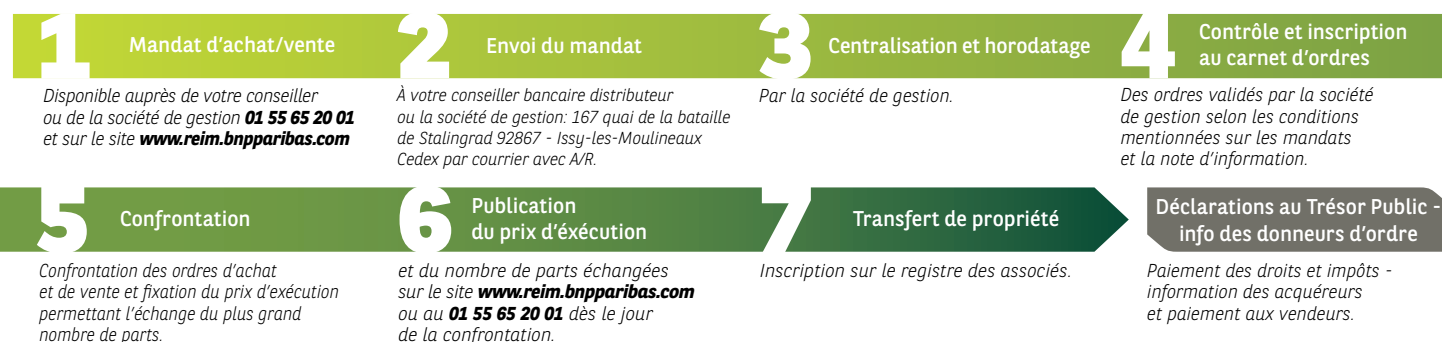 1 Mandat d'achat/vente
Disponible auprès de votre conseiller
ou de la société de gestion 01 55 65 20 01
et sur le site www.reim.bnpparibas.com
2 Envoi du mandat
À votre conseiller bancaire distributeur
ou la société de gestion: 167 quai de la bataille
de Stalingrad 92867 - Issy-les-Moulineaux
Cedex par courrier avec A/R.
3 Centralisation et horodatage
Par la société de gestion.
4 Contrôle et inscription
au carnet d'ordres
Des ordres validés par la société
de gestion selon les conditions
mentionnées sur les mandats
et la note d'information.
5 Confrontation
Confrontation des ordres d'achat
et de vente et fixation du prix d'exécution
permettant l'échange du plus grand
nombre de parts.
6 Publication
du prix d'éxécution
et du nombre de parts échangées
sur le site www.reim.bnpparibas.com
ou au 01 55 65 20 01 dès le jour
de la confrontation.
7 Transfert de propriété
Inscription sur le registre des associés.
Déclarations au Trésor Public -
info des donneurs d'ordre
Paiement des droits et impôts -
information des acquéreurs
et paiement aux vendeurs.